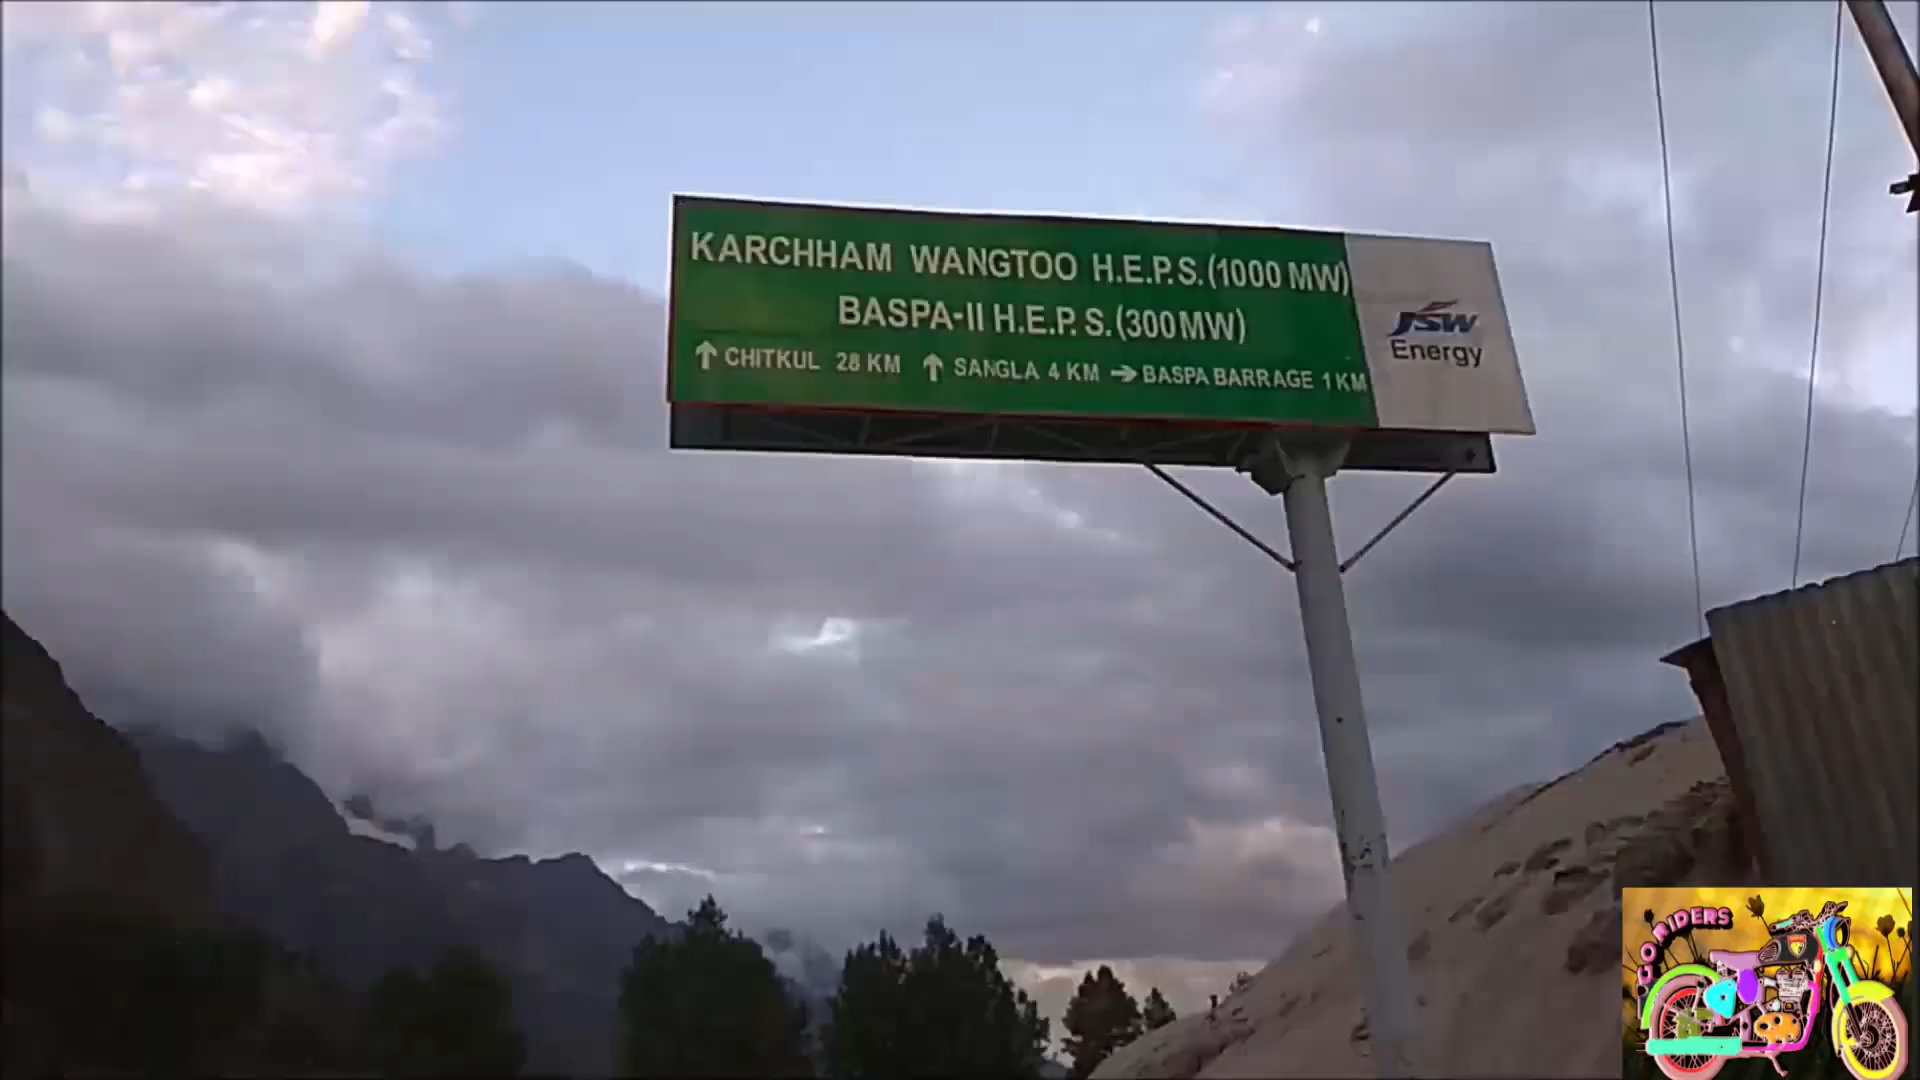 KARCHHAM WANGTOO H.E.P.S.(1000 MW)
BASPA-II H.E.P.S.(300MW)
↑ CHITKUL 28 KM ↑ SANGLA 4 KM → BASPA BARRAGE 1 KM
JSW
Energy
CO RIDERS